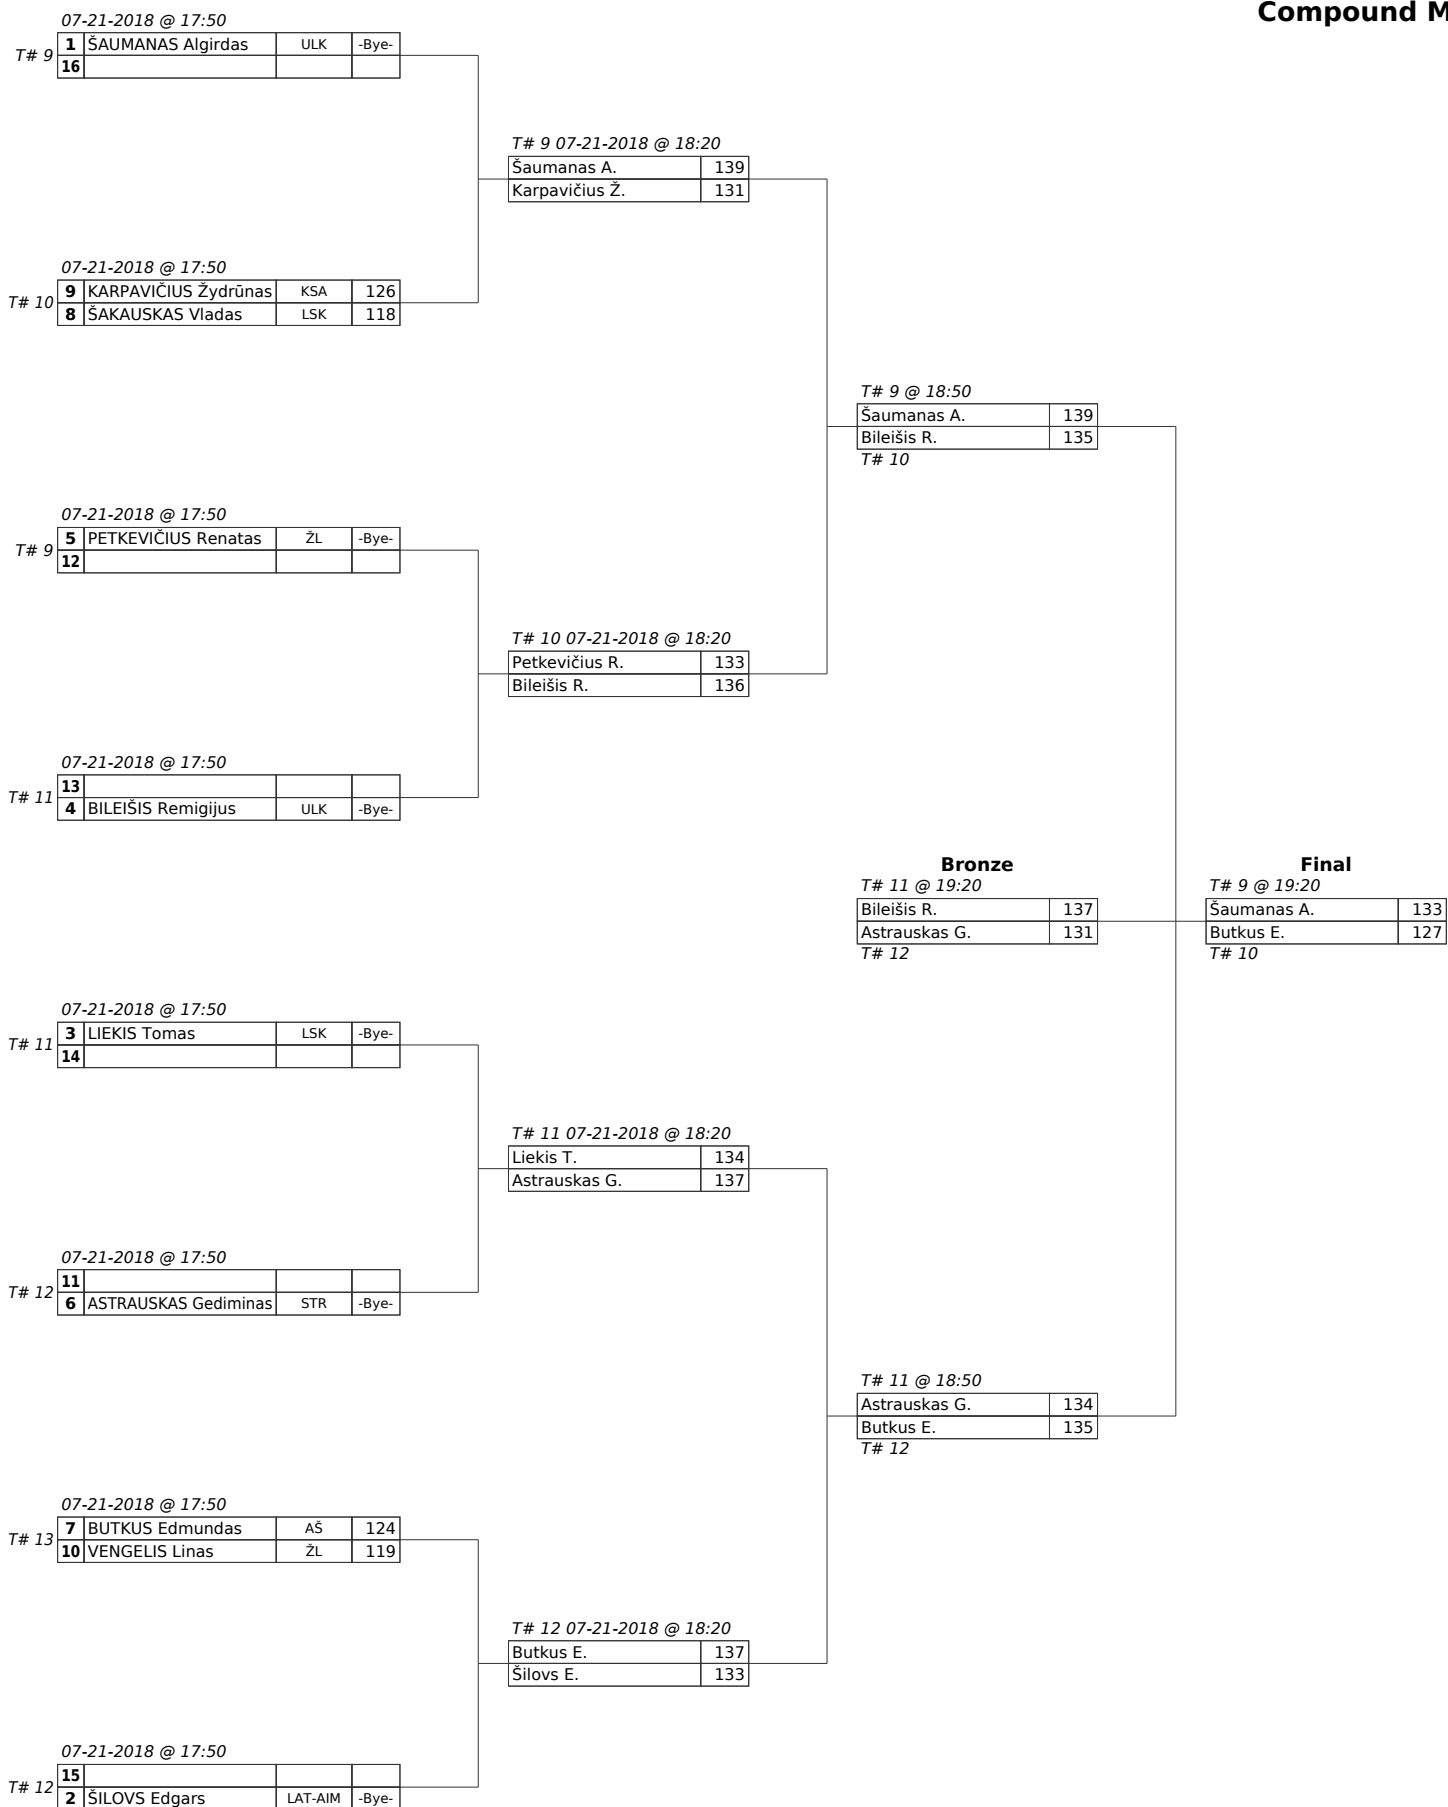 Compound M
07-21-2018 @ 17:50
T# 9
1 ŠAUMANAS Algirdas ULK -Bye-
16
T# 9 07-21-2018 @ 18:20
Šaumanas A. 139
Karpavičius Ž. 131
07-21-2018 @ 17:50
T# 10
9 KARPAVIČIUS Žydrūnas KSA 126
8 ŠAKAUSKAS Vladas LSK 118
T# 9 @ 18:50
Šaumanas A. 139
Bileišis R. 135
T# 10
07-21-2018 @ 17:50
T# 9
5 PETKEVIČIUS Renatas ŽL -Bye-
12
T# 10 07-21-2018 @ 18:20
Petkevičius R. 133
Bileišis R. 136
07-21-2018 @ 17:50
T# 11
13
4 BILEIŠIS Remigijus ULK -Bye-
Bronze
T# 11 @ 19:20
Bileišis R. 137
Astrauskas G. 131
T# 12
Final
T# 9 @ 19:20
Šaumanas A. 133
Butkus E. 127
T# 10
07-21-2018 @ 17:50
T# 11
3 LIEKIS Tomas LSK -Bye-
14
T# 11 07-21-2018 @ 18:20
Liekis T. 134
Astrauskas G. 137
07-21-2018 @ 17:50
T# 12
11
6 ASTRAUSKAS Gediminas STR -Bye-
T# 11 @ 18:50
Astrauskas G. 134
Butkus E. 135
T# 12
07-21-2018 @ 17:50
T# 13
7 BUTKUS Edmundas AŠ 124
10 VENGELIS Linas ŽL 119
T# 12 07-21-2018 @ 18:20
Butkus E. 137
Šilovs E. 133
07-21-2018 @ 17:50
T# 12
15
2 ŠILOVS Edgars LAT-AIM -Bye-